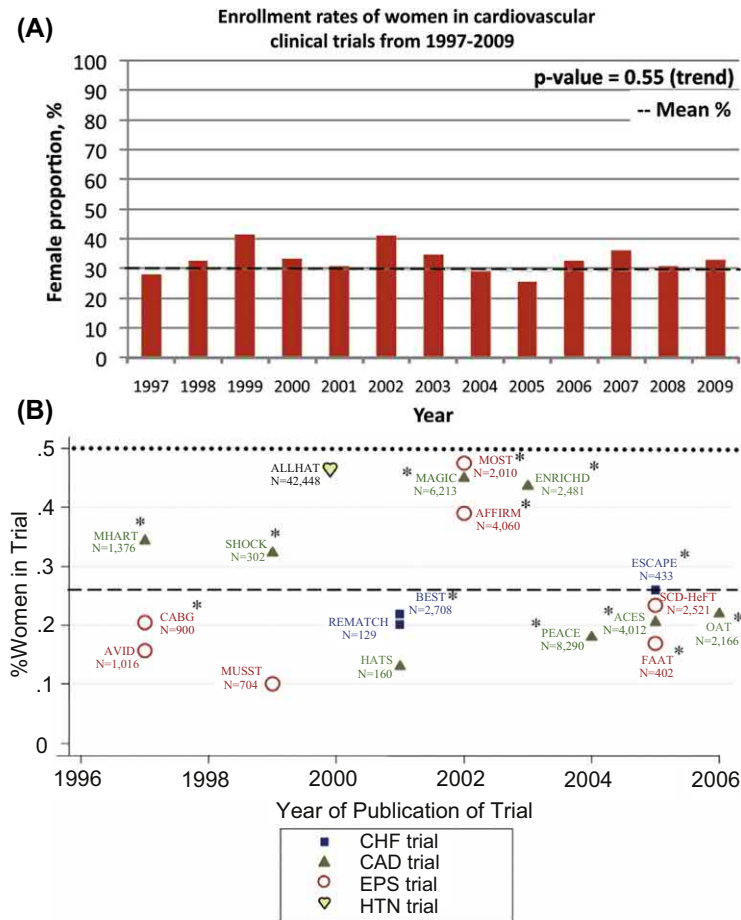 (A)
Enrollment rates of women in cardiovascular
clinical trials from 1997-2009
p-value = 0.55 (trend)
-- Mean %
Female proportion, %
100
90
80
70
60
50
40
30
20
10
0
1997 1998 1999 2000 2001 2002 2003 2004 2005 2006 2007 2008 2009
Year
(B)
%Women in Trial
.5
.4
.3
.2
.1
0
ALLHAT
N=42,448
*
MAGIC
N=6,213
MOST *
N=2,010
ENRICHD *
N=2,481
AFFIRM *
N=4,060
MHART *
N=1,376
SHOCK *
N=302
ESCAPE *
N=433
CABG *
N=900
BEST *
N=2,708
REMATCH
N=129
SCD-HeFT
N=2,521
*
ACES
N=4,012
*
PEACE
N=8,290
OAT *
N=2,166
AVID
N=1,016
MUSST
N=704
HATS
N=160
FAAT *
N=402
1996 1998 2000 2002 2004 2006
Year of Publication of Trial
CHF trial
CAD trial
EPS trial
HTN trial